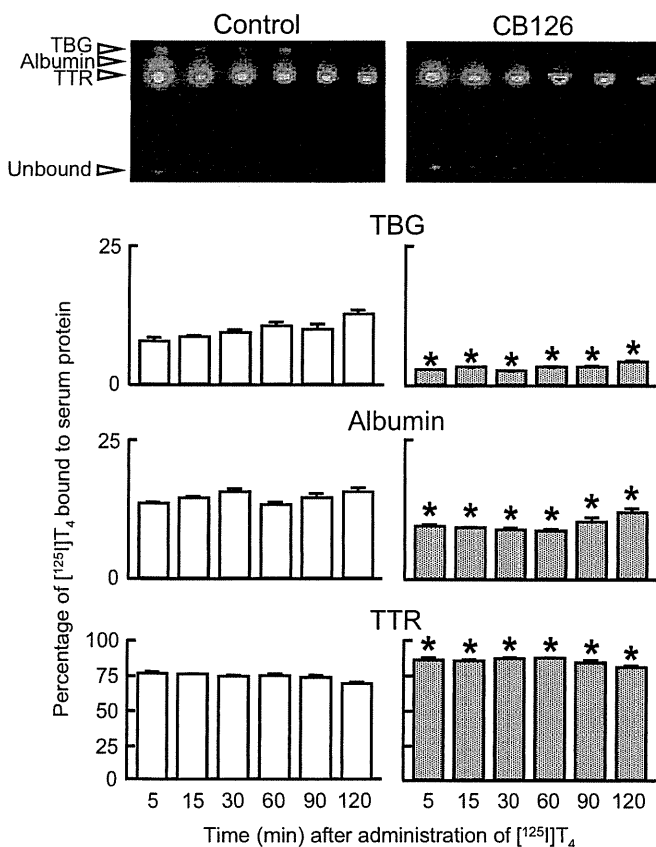 Control CB126
TBG
Albumin
TTR
Unbound
TBG
25
0
* * * * * *
Albumin
25
0
* * * * * *
TTR
100
75
50
25
0
* * * * * *
5 15 30 60 90 120 5 15 30 60 90 120
Time (min) after administration of [¹²⁵I]T₄
Percentage of [¹²⁵I]T₄ bound to serum protein